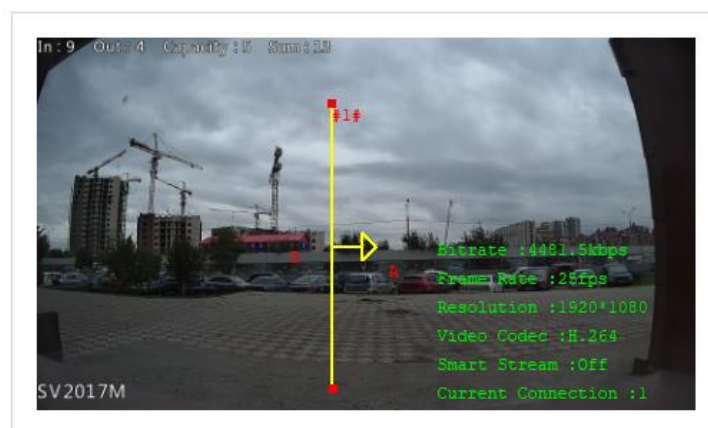 In:9 Out:4 Capacity:5 Sum:13
#1#
B
A
Bitrate :4481.5kbps
Frame Rate :25fps
Resolution :1920*1080
Video Codec :H.264
Smart Stream :Off
Current Connection :1
SV2017M